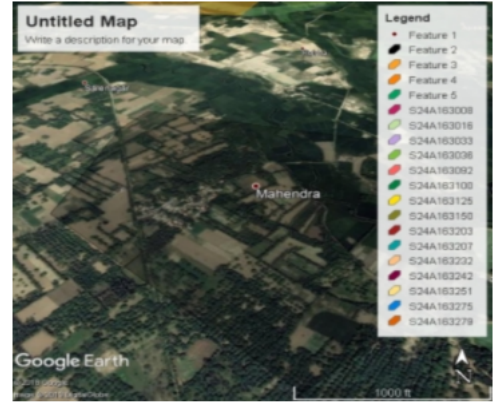 Untitled Map
Write a description for your map.
Legend
Feature 1
Feature 2
Feature 3
Feature 4
Feature 5
S24A163008
S24A163016
S24A163033
S24A163036
S24A163092
S24A163100
S24A163125
S24A163150
S24A163203
S24A163207
S24A163232
S24A163242
S24A163251
S24A163275
S24A163279
Mahendra
Google Earth
1000 ft
N